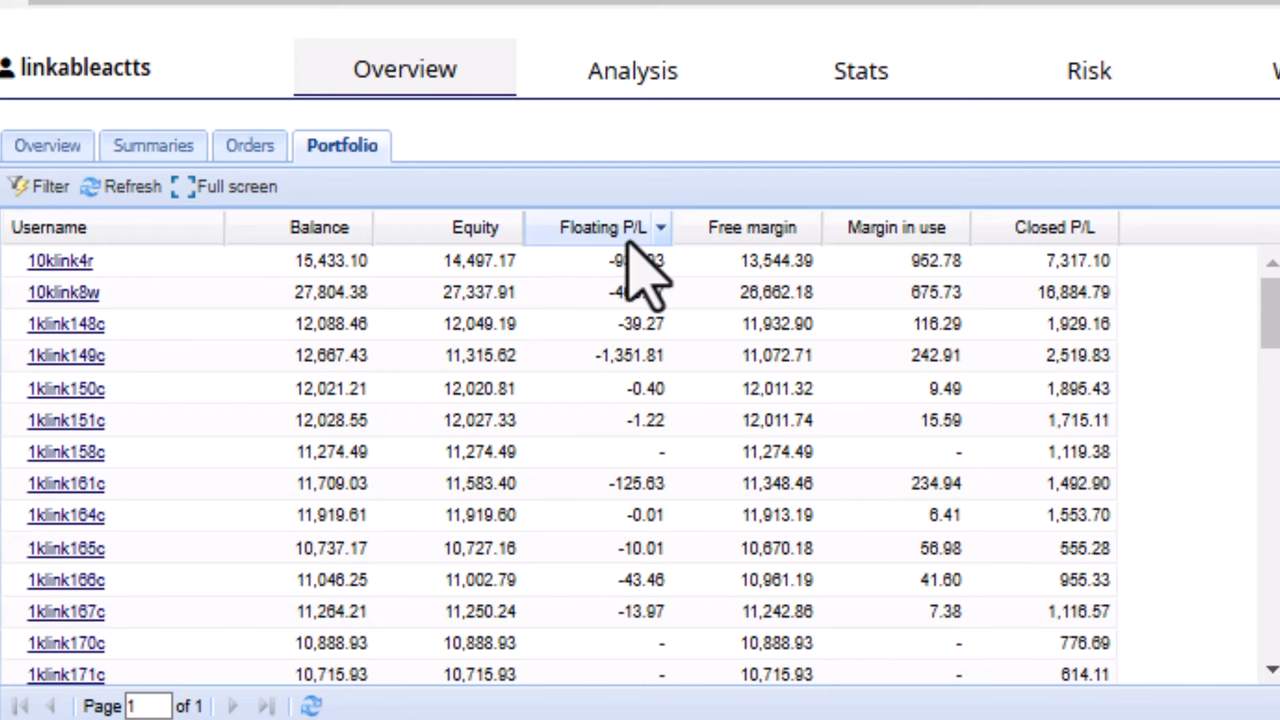 linkableactts Overview Analysis Stats Risk
Overview Summaries Orders Portfolio
Filter Refresh Full screen
Username Balance Equity Floating P/L Free margin Margin in use Closed P/L
10klink4r 15,433.10 14,497.17 13,544.39 952.78 7,317.10
10klink8w 27,804.38 27,337.91 26,662.18 675.73 16,884.79
1klink148c 12,088.46 12,049.19 -39.27 11,932.90 116.29 1,929.16
1klink149c 12,667.43 11,315.62 -1,351.81 11,072.71 242.91 2,519.83
1klink150c 12,021.21 12,020.81 -0.40 12,011.32 9.49 1,895.43
1klink151c 12,028.55 12,027.33 -1.22 12,011.74 15.59 1,715.11
1klink158c 11,274.49 11,274.49 - 11,274.49 - 1,119.38
1klink161c 11,709.03 11,583.40 -125.63 11,348.46 234.94 1,492.90
1klink164c 11,919.61 11,919.60 -0.01 11,913.19 6.41 1,553.70
1klink165c 10,737.17 10,727.16 -10.01 10,670.18 56.98 555.28
1klink166c 11,046.25 11,002.79 -43.46 10,961.19 41.60 955.33
1klink167c 11,264.21 11,250.24 -13.97 11,242.86 7.38 1,116.57
1klink170c 10,888.93 10,888.93 - 10,888.93 - 776.69
1klink171c 10,715.93 10,715.93 - 10,715.93 - 614.11
Page 1 of 1